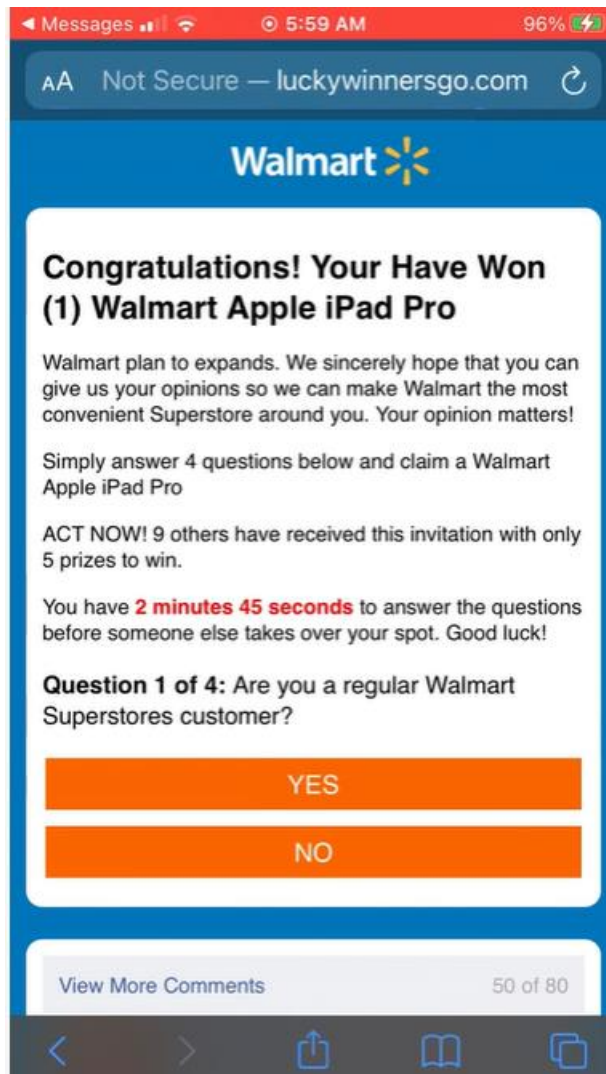 Messages 5:59 AM 96%
AA Not Secure — luckywinnersgo.com
Walmart
Congratulations! Your Have Won
(1) Walmart Apple iPad Pro
Walmart plan to expands. We sincerely hope that you can
give us your opinions so we can make Walmart the most
convenient Superstore around you. Your opinion matters!
Simply answer 4 questions below and claim a Walmart
Apple iPad Pro
ACT NOW! 9 others have received this invitation with only
5 prizes to win.
You have 2 minutes 45 seconds to answer the questions
before someone else takes over your spot. Good luck!
Question 1 of 4: Are you a regular Walmart
Superstores customer?
YES
NO
View More Comments 50 of 80